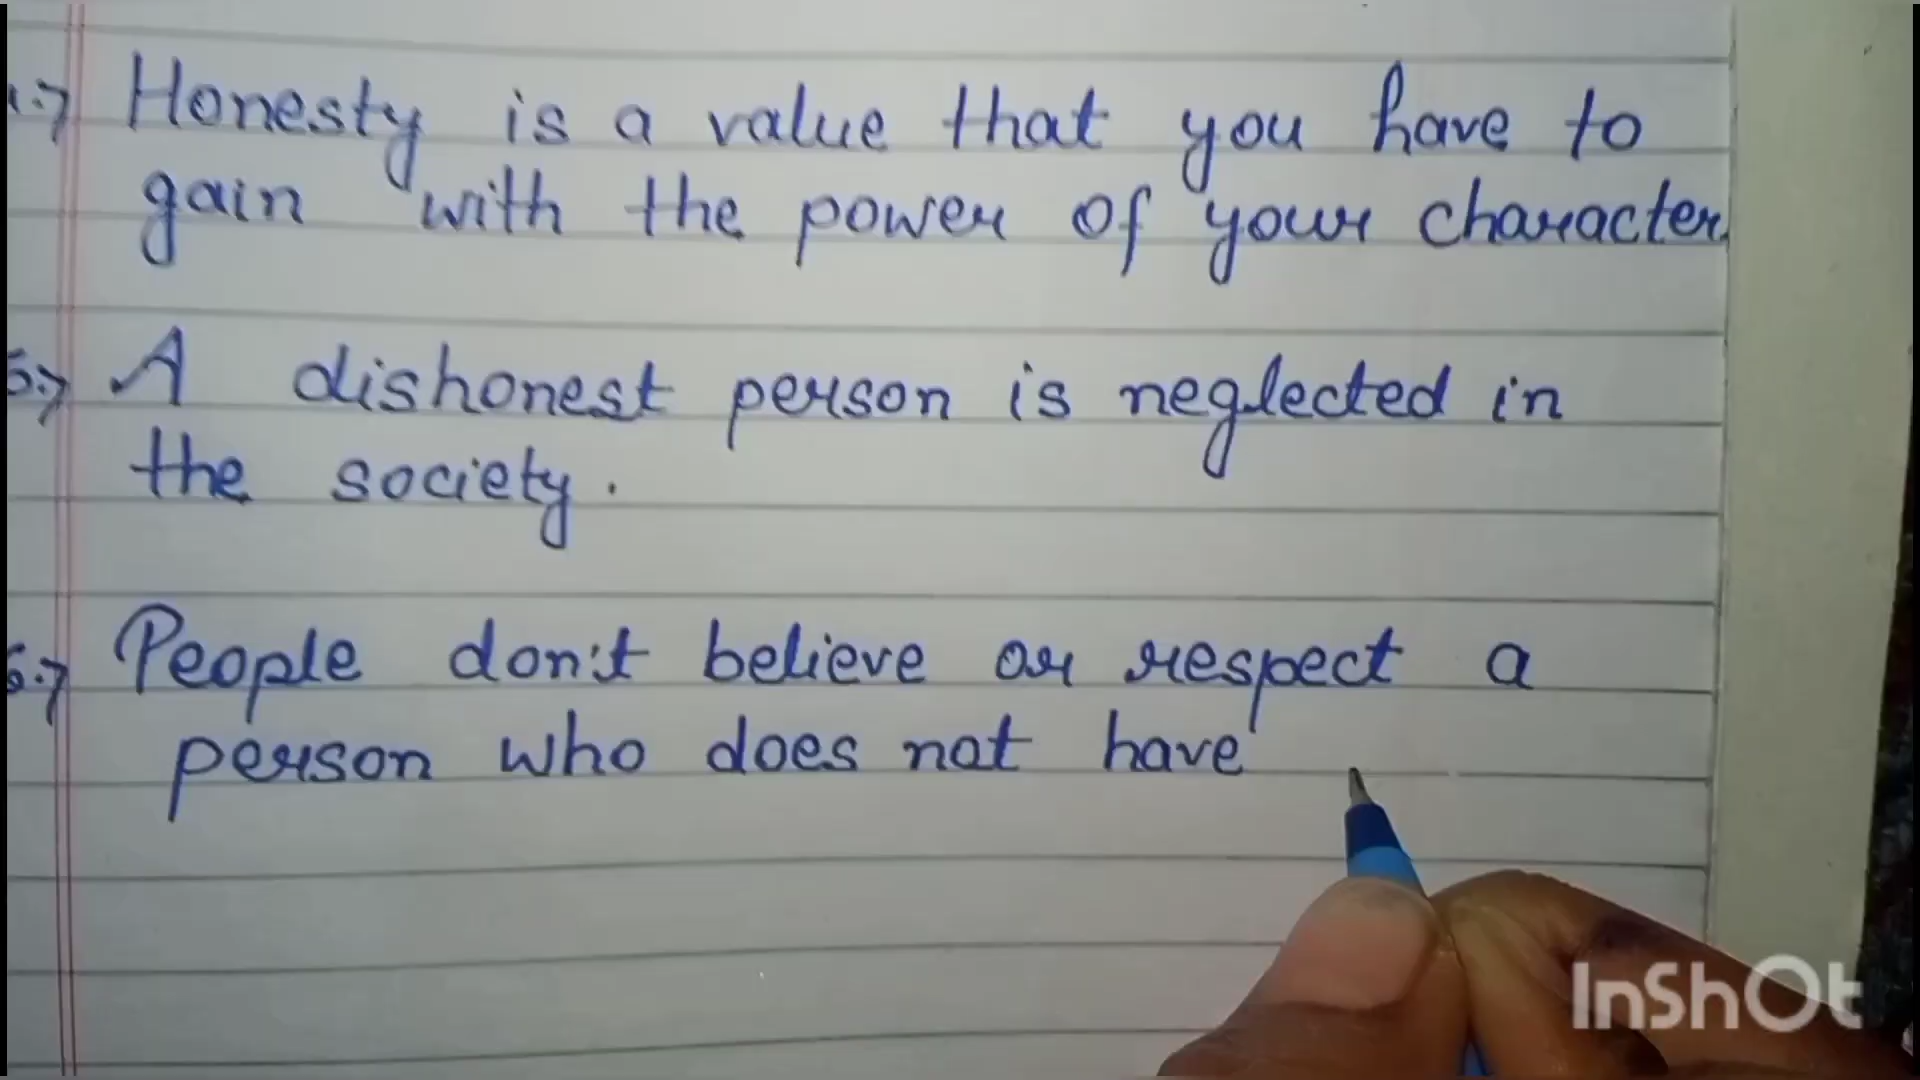 Honesty is a value that you have to
gain with the power of your character.
5.) A dishonest person is neglected in
the society.
6.) People don't believe or respect a
person who does not have
InShOt